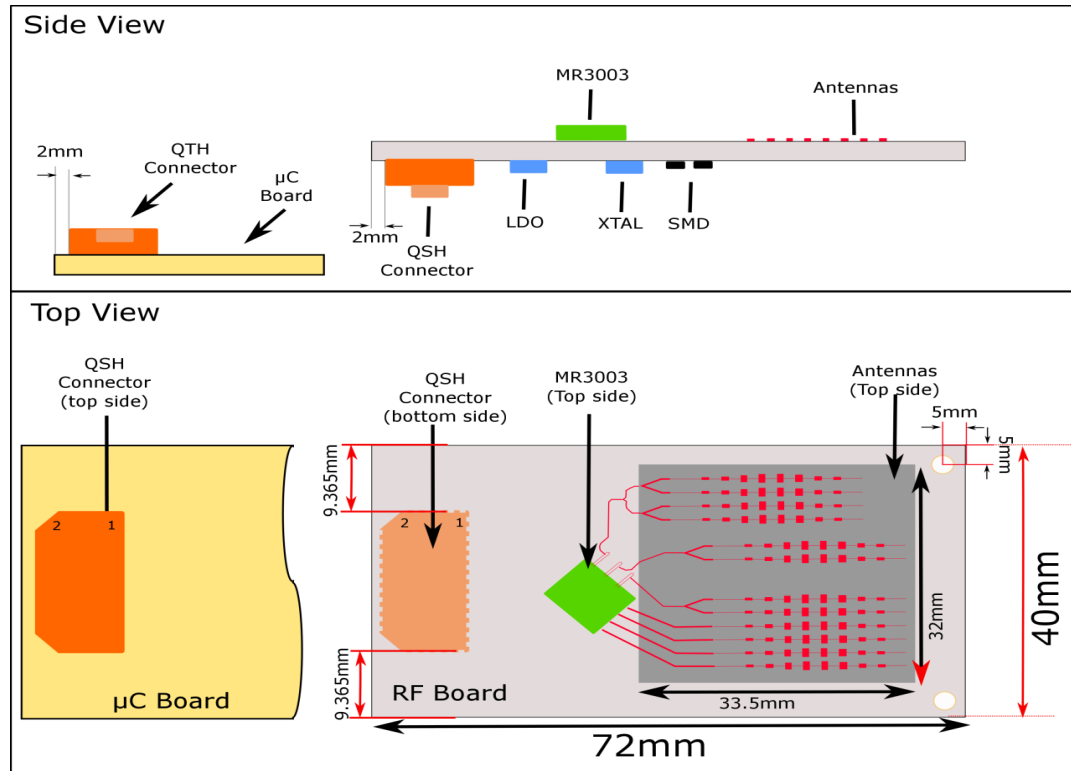 Side View
MR3003
Antennas
2mm
QTH
Connector
µC
Board
2mm
QSH
Connector
LDO
XTAL
SMD
Top View
QSH
Connector
(top side)
QSH
Connector
(bottom side)
MR3003
(Top side)
Antennas
(Top side)
5mm
5mm
9.365mm
2 1
2 1
32mm
40mm
9.365mm
µC Board
RF Board
33.5mm
72mm